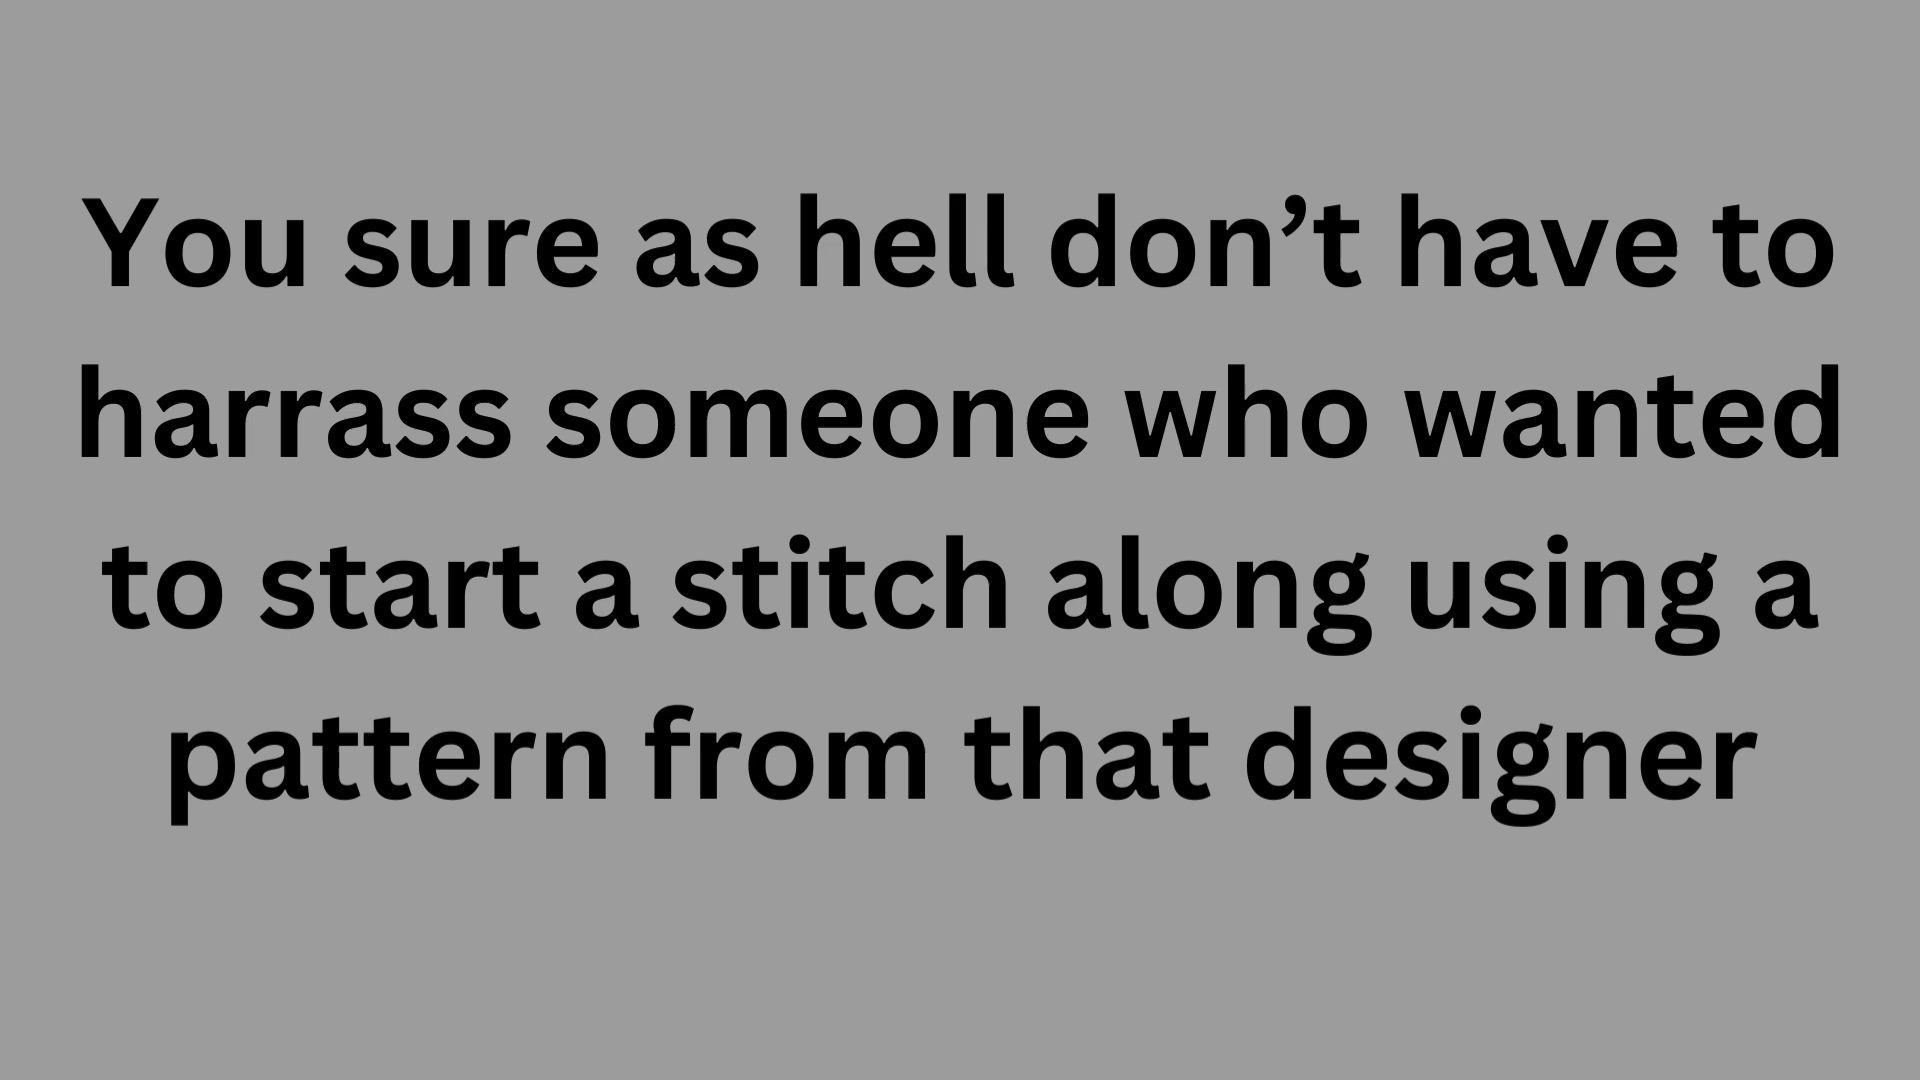 You sure as hell don’t have to
harrass someone who wanted
to start a stitch along using a
pattern from that designer